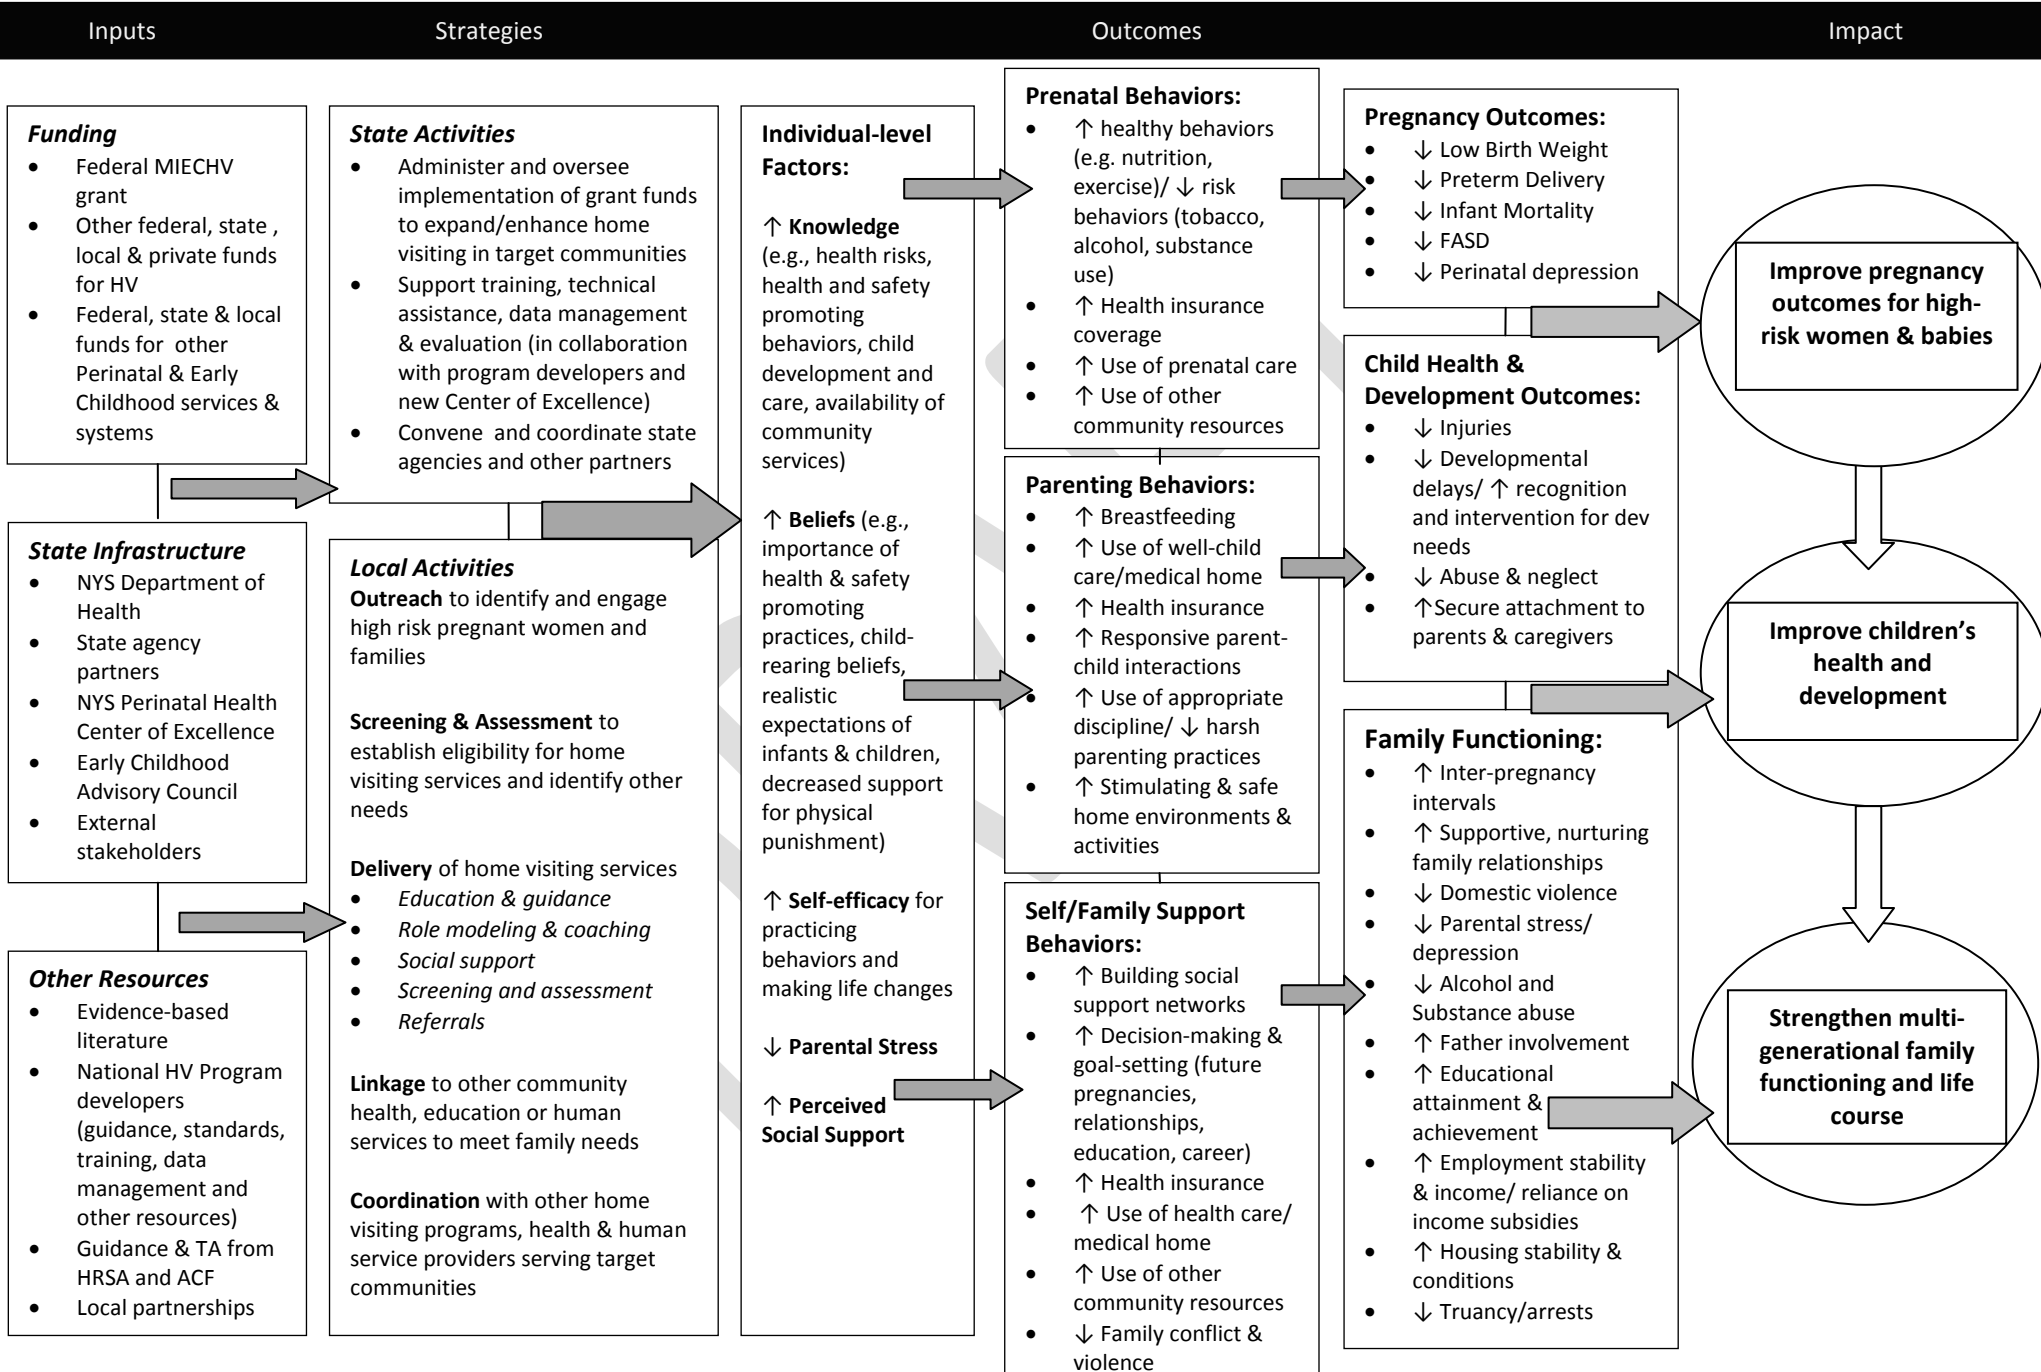 Inputs
Strategies
Outcomes
Impact
Funding
• Federal MIECHV
grant
• Other federal, state ,
local & private funds
for HV
• Federal, state & local
funds for other
Perinatal & Early
Childhood services &
systems
State Infrastructure
• NYS Department of
Health
• State agency
partners
• NYS Perinatal Health
Center of Excellence
• Early Childhood
Advisory Council
• External
stakeholders
Other Resources
• Evidence-based
literature
• National HV Program
developers
(guidance, standards,
training, data
management and
other resources)
• Guidance & TA from
HRSA and ACF
• Local partnerships
State Activities
• Administer and oversee
implementation of grant funds
to expand/enhance home
visiting in target communities
• Support training, technical
assistance, data management
& evaluation (in collaboration
with program developers and
new Center of Excellence)
• Convene and coordinate state
agencies and other partners
Local Activities
Outreach to identify and engage
high risk pregnant women and
families
Screening & Assessment to
establish eligibility for home
visiting services and identify other
needs
Delivery of home visiting services
• Education & guidance
• Role modeling & coaching
• Social support
• Screening and assessment
• Referrals
Linkage to other community
health, education or human
services to meet family needs
Coordination with other home
visiting programs, health & human
service providers serving target
communities
Individual-level
Factors:
↑ Knowledge
(e.g., health risks,
health and safety
promoting
behaviors, child
development and
care, availability of
community
services)
↑ Beliefs (e.g.,
importance of
health & safety
promoting
practices, child-
rearing beliefs,
realistic
expectations of
infants & children,
decreased support
for physical
punishment)
↑ Self-efficacy for
practicing
behaviors and
making life changes
↓ Parental Stress
↑ Perceived
Social Support
Prenatal Behaviors:
• ↑ healthy behaviors
(e.g. nutrition,
exercise)/ ↓ risk
behaviors (tobacco,
alcohol, substance
use)
• ↑ Health insurance
coverage
• ↑ Use of prenatal care
• ↑ Use of other
community resources
Parenting Behaviors:
• ↑ Breastfeeding
• ↑ Use of well-child
care/medical home
• ↑ Health insurance
• ↑ Responsive parent-
child interactions
• ↑ Use of appropriate
discipline/ ↓ harsh
parenting practices
• ↑ Stimulating & safe
home environments &
activities
Self/Family Support
Behaviors:
• ↑ Building social
support networks
• ↑ Decision-making &
goal-setting (future
pregnancies,
relationships,
education, career)
• ↑ Health insurance
• ↑ Use of health care/
medical home
• ↑ Use of other
community resources
• ↓ Family conflict &
violence
Pregnancy Outcomes:
• ↓ Low Birth Weight
• ↓ Preterm Delivery
• ↓ Infant Mortality
• ↓ FASD
• ↓ Perinatal depression
Child Health &
Development Outcomes:
• ↓ Injuries
• ↓ Developmental
delays/ ↑ recognition
and intervention for dev
needs
• ↓ Abuse & neglect
• ↑Secure attachment to
parents & caregivers
Family Functioning:
• ↑ Inter-pregnancy
intervals
• ↑ Supportive, nurturing
family relationships
• ↓ Domestic violence
• ↓ Parental stress/
depression
• ↓ Alcohol and
Substance abuse
• ↑ Father involvement
• ↑ Educational
attainment &
achievement
• ↑ Employment stability
& income/ reliance on
income subsidies
• ↑ Housing stability &
conditions
• ↓ Truancy/arrests
Improve pregnancy
outcomes for high-
risk women & babies
Improve children’s
health and
development
Strengthen multi-
generational family
functioning and life
course